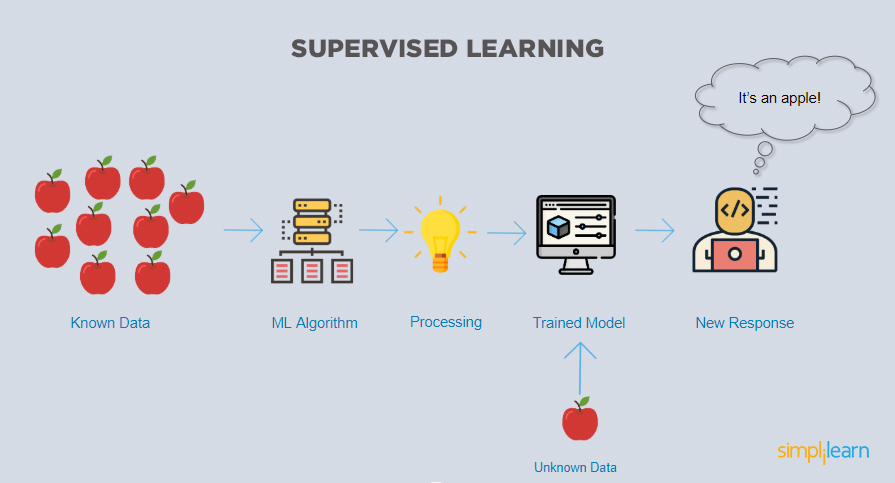 SUPERVISED LEARNING
It's an apple!
Known Data
ML Algorithm
Processing
Trained Model
New Response
Unknown Data
simplilearn